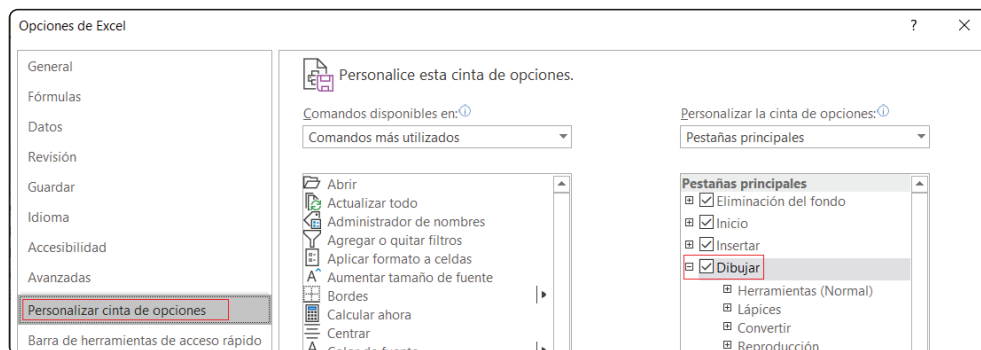 Opciones de Excel
?
General
Fórmulas
Datos
Revisión
Guardar
Idioma
Accesibilidad
Avanzadas
Personalizar cinta de opciones
Barra de herramientas de acceso rápido
Personalice esta cinta de opciones.
Comandos disponibles en:
Comandos más utilizados
Abrir
Actualizar todo
Administrador de nombres
Agregar o quitar filtros
Aplicar formato a celdas
Aumentar tamaño de fuente
Bordes
Calcular ahora
Centrar
Color de fuente
Personalizar la cinta de opciones:
Pestañas principales
Pestañas principales
Eliminación del fondo
Inicio
Insertar
Dibujar
Herramientas (Normal)
Lápices
Convertir
Reproducción